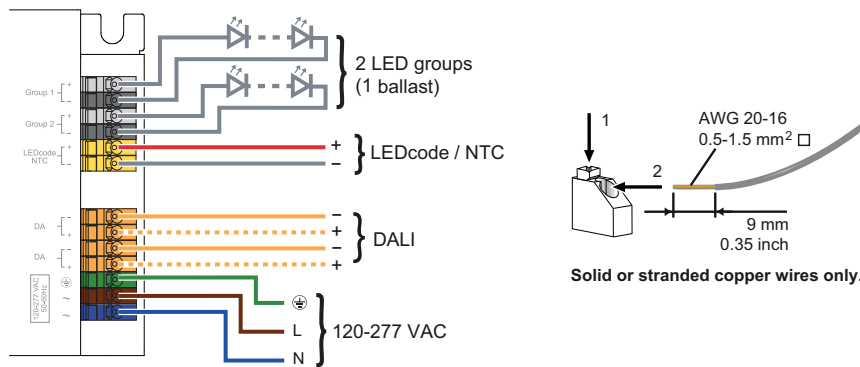 Group 1
+
−
Group 2
+
−
LEDcode
NTC
+
−
DA
−
+
DA
−
+
120-277 VAC
50-60Hz
~
~
2 LED groups
(1 ballast)
+
−
LEDcode / NTC
−
+
−
+
DALI
L
N
120-277 VAC
1
2
AWG 20-16
0.5-1.5 mm² □
9 mm
0.35 inch
Solid or stranded copper wires only.